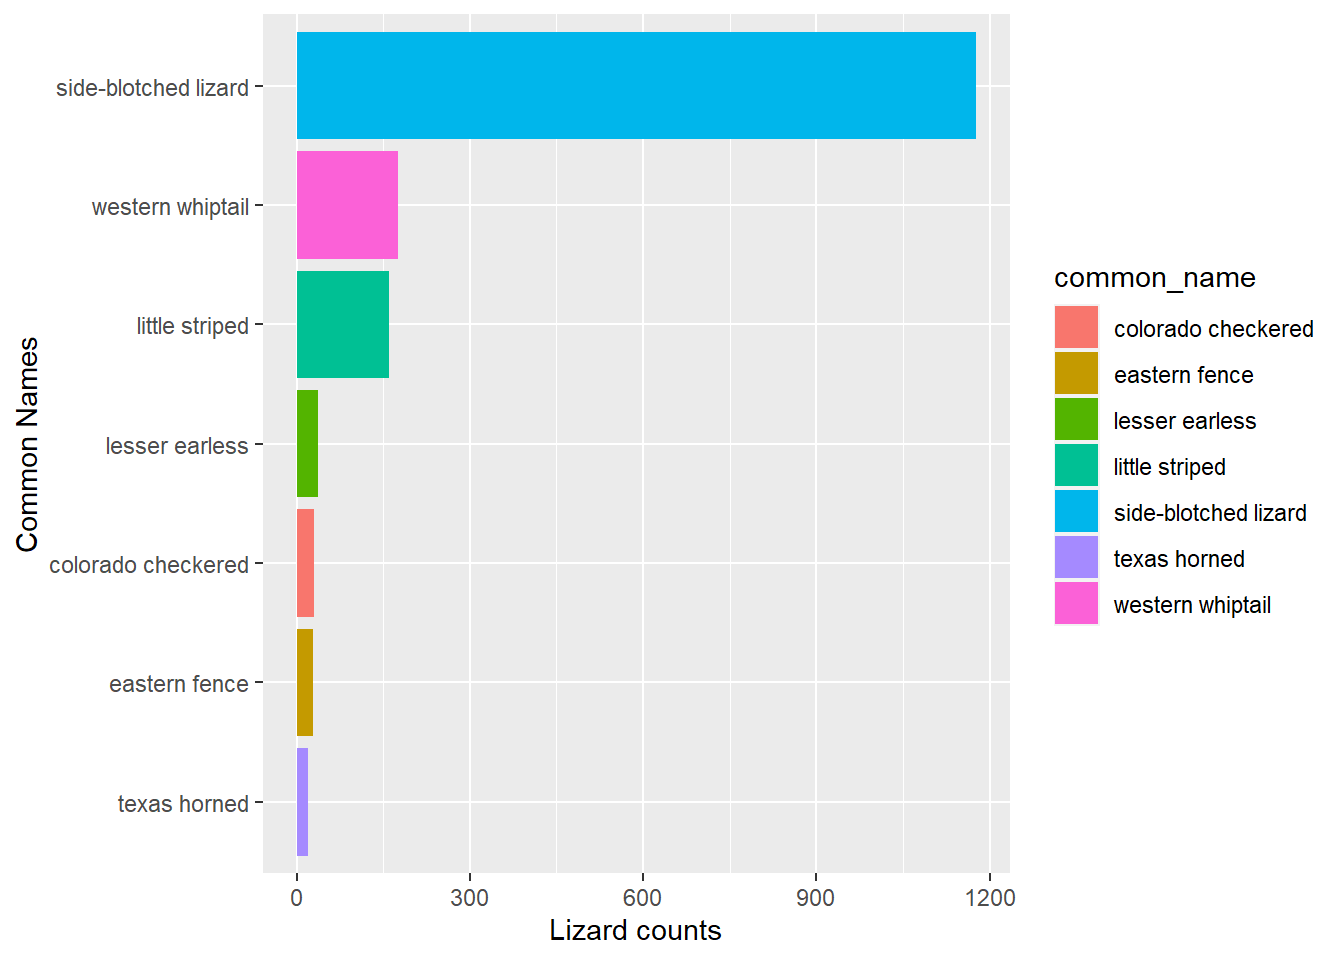 side-blotched lizard
western whiptail
little striped
lesser earless
colorado checkered
eastern fence
texas horned
Common Names
0 300 600 900 1200
Lizard counts
common_name
colorado checkered
eastern fence
lesser earless
little striped
side-blotched lizard
texas horned
western whiptail